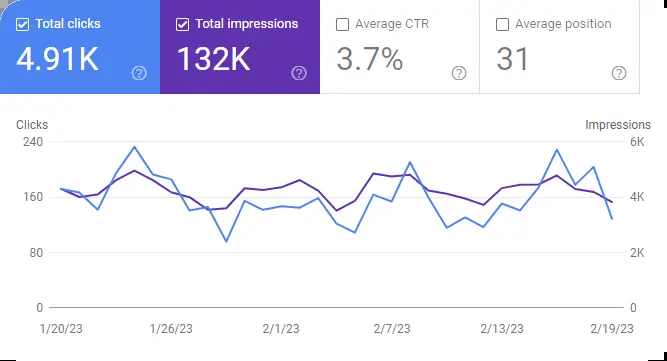 Total clicks
4.91K
Total impressions
132K
Average CTR
3.7%
Average position
31
Clicks
Impressions
240
6K
160
4K
80
2K
0
0
1/20/23
1/26/23
2/1/23
2/7/23
2/13/23
2/19/23